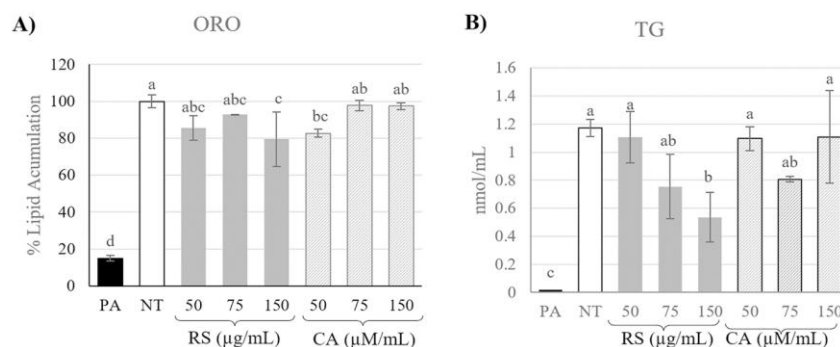 A)
ORO
% Lipid Acumulation
120
100
80
60
40
20
0
a
abc
abc
c
bc
ab
ab
d
PA NT 50 75 150 50 75 150
RS (µg/mL) CA (µM/mL)
B)
TG
nmol/mL
1.6
1.4
1.2
1
0.8
0.6
0.4
0.2
0
a
a
ab
b
a
ab
a
c
PA NT 50 75 150 50 75 150
RS (µg/mL) CA (µM/mL)